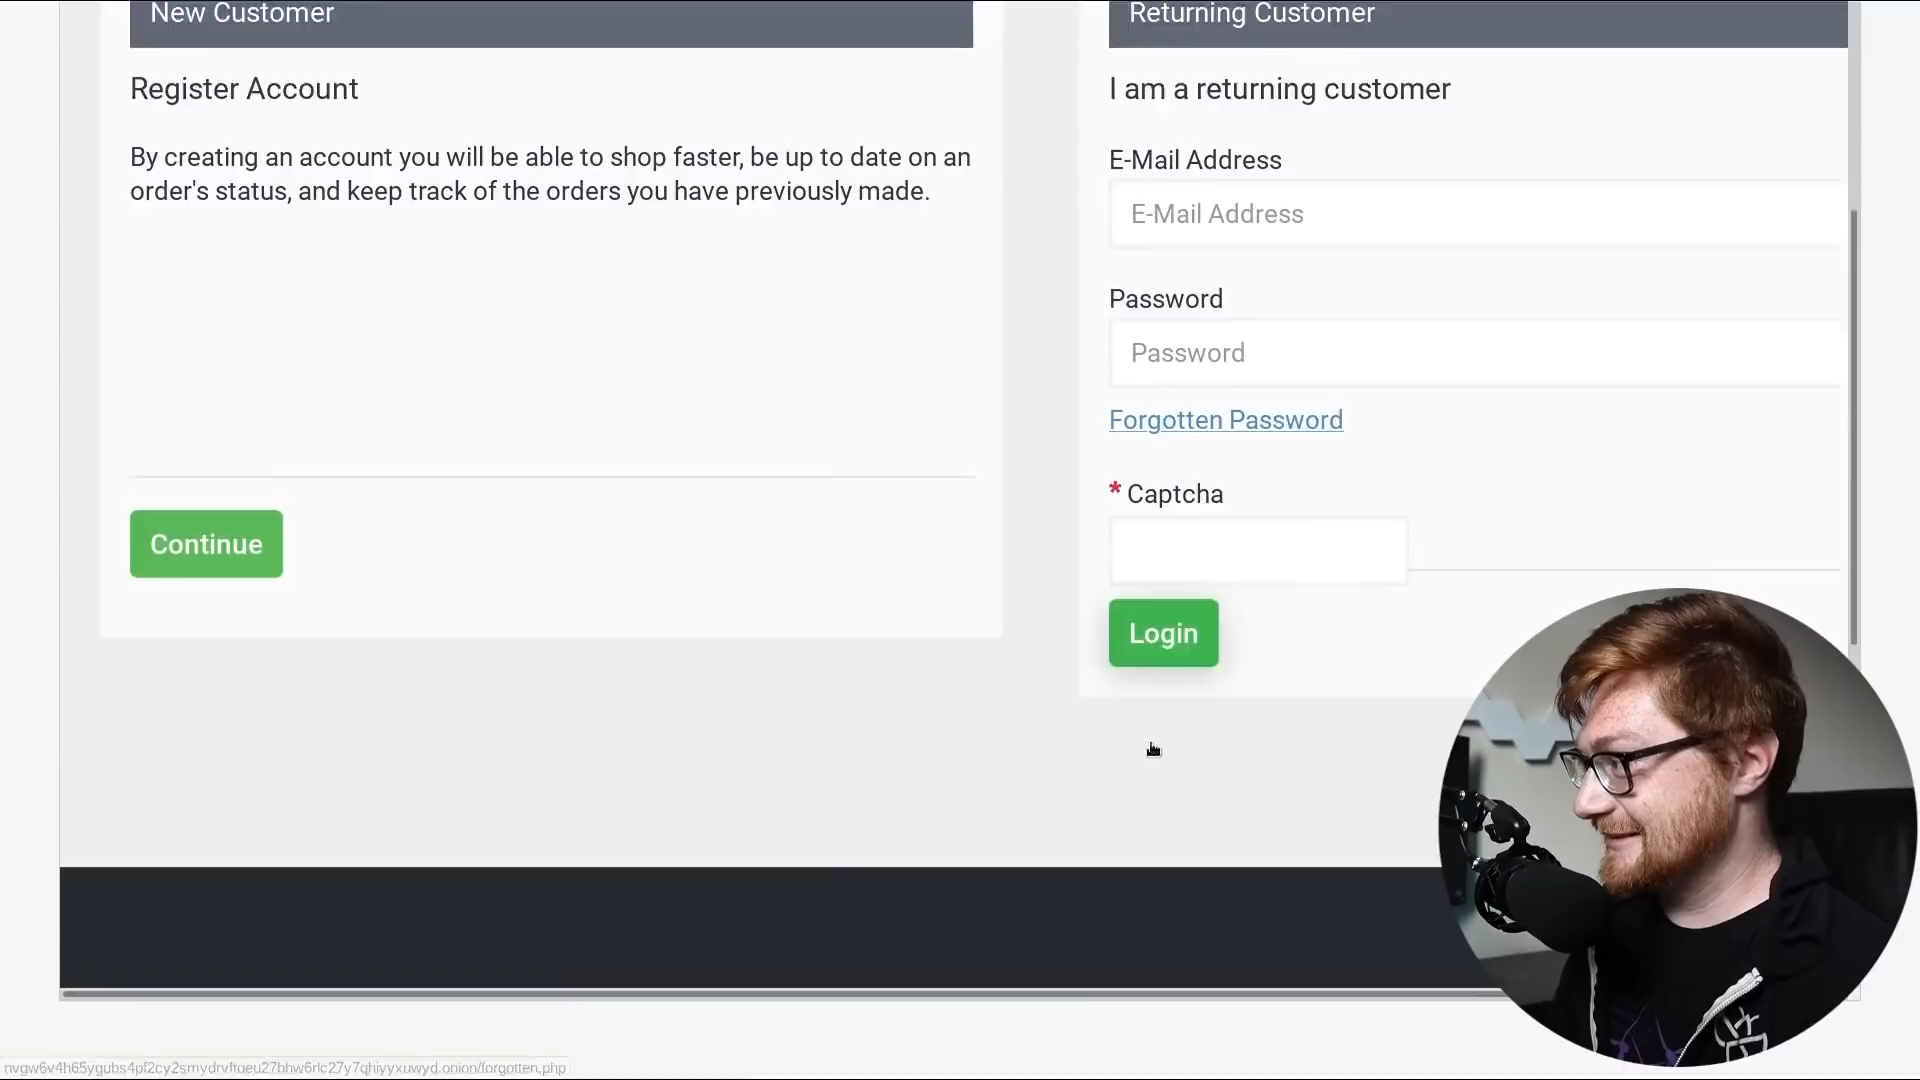 New Customer
Register Account
By creating an account you will be able to shop faster, be up to date on an
order's status, and keep track of the orders you have previously made.
Continue
Returning Customer
I am a returning customer
E-Mail Address
E-Mail Address
Password
Password
Forgotten Password
* Captcha
Login